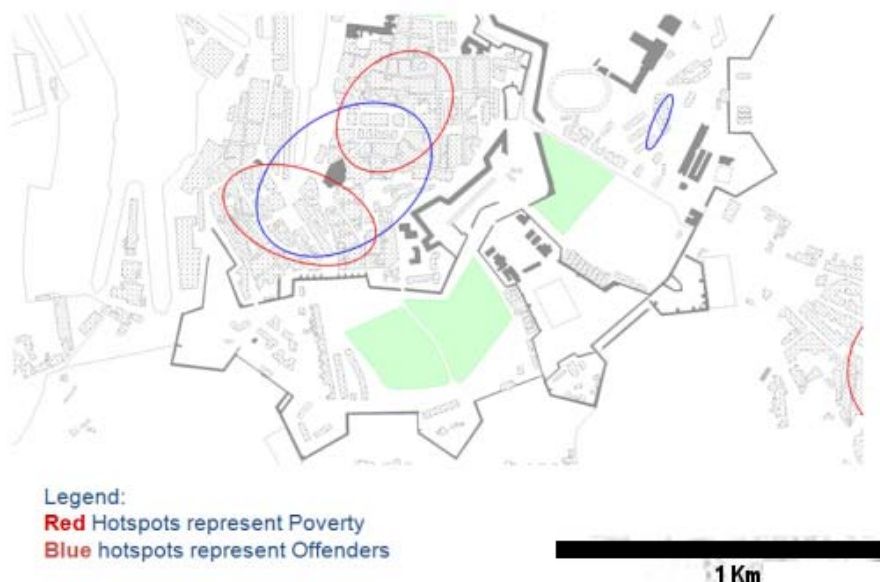 Legend:
Red Hotspots represent Poverty
Blue hotspots represent Offenders
1 Km